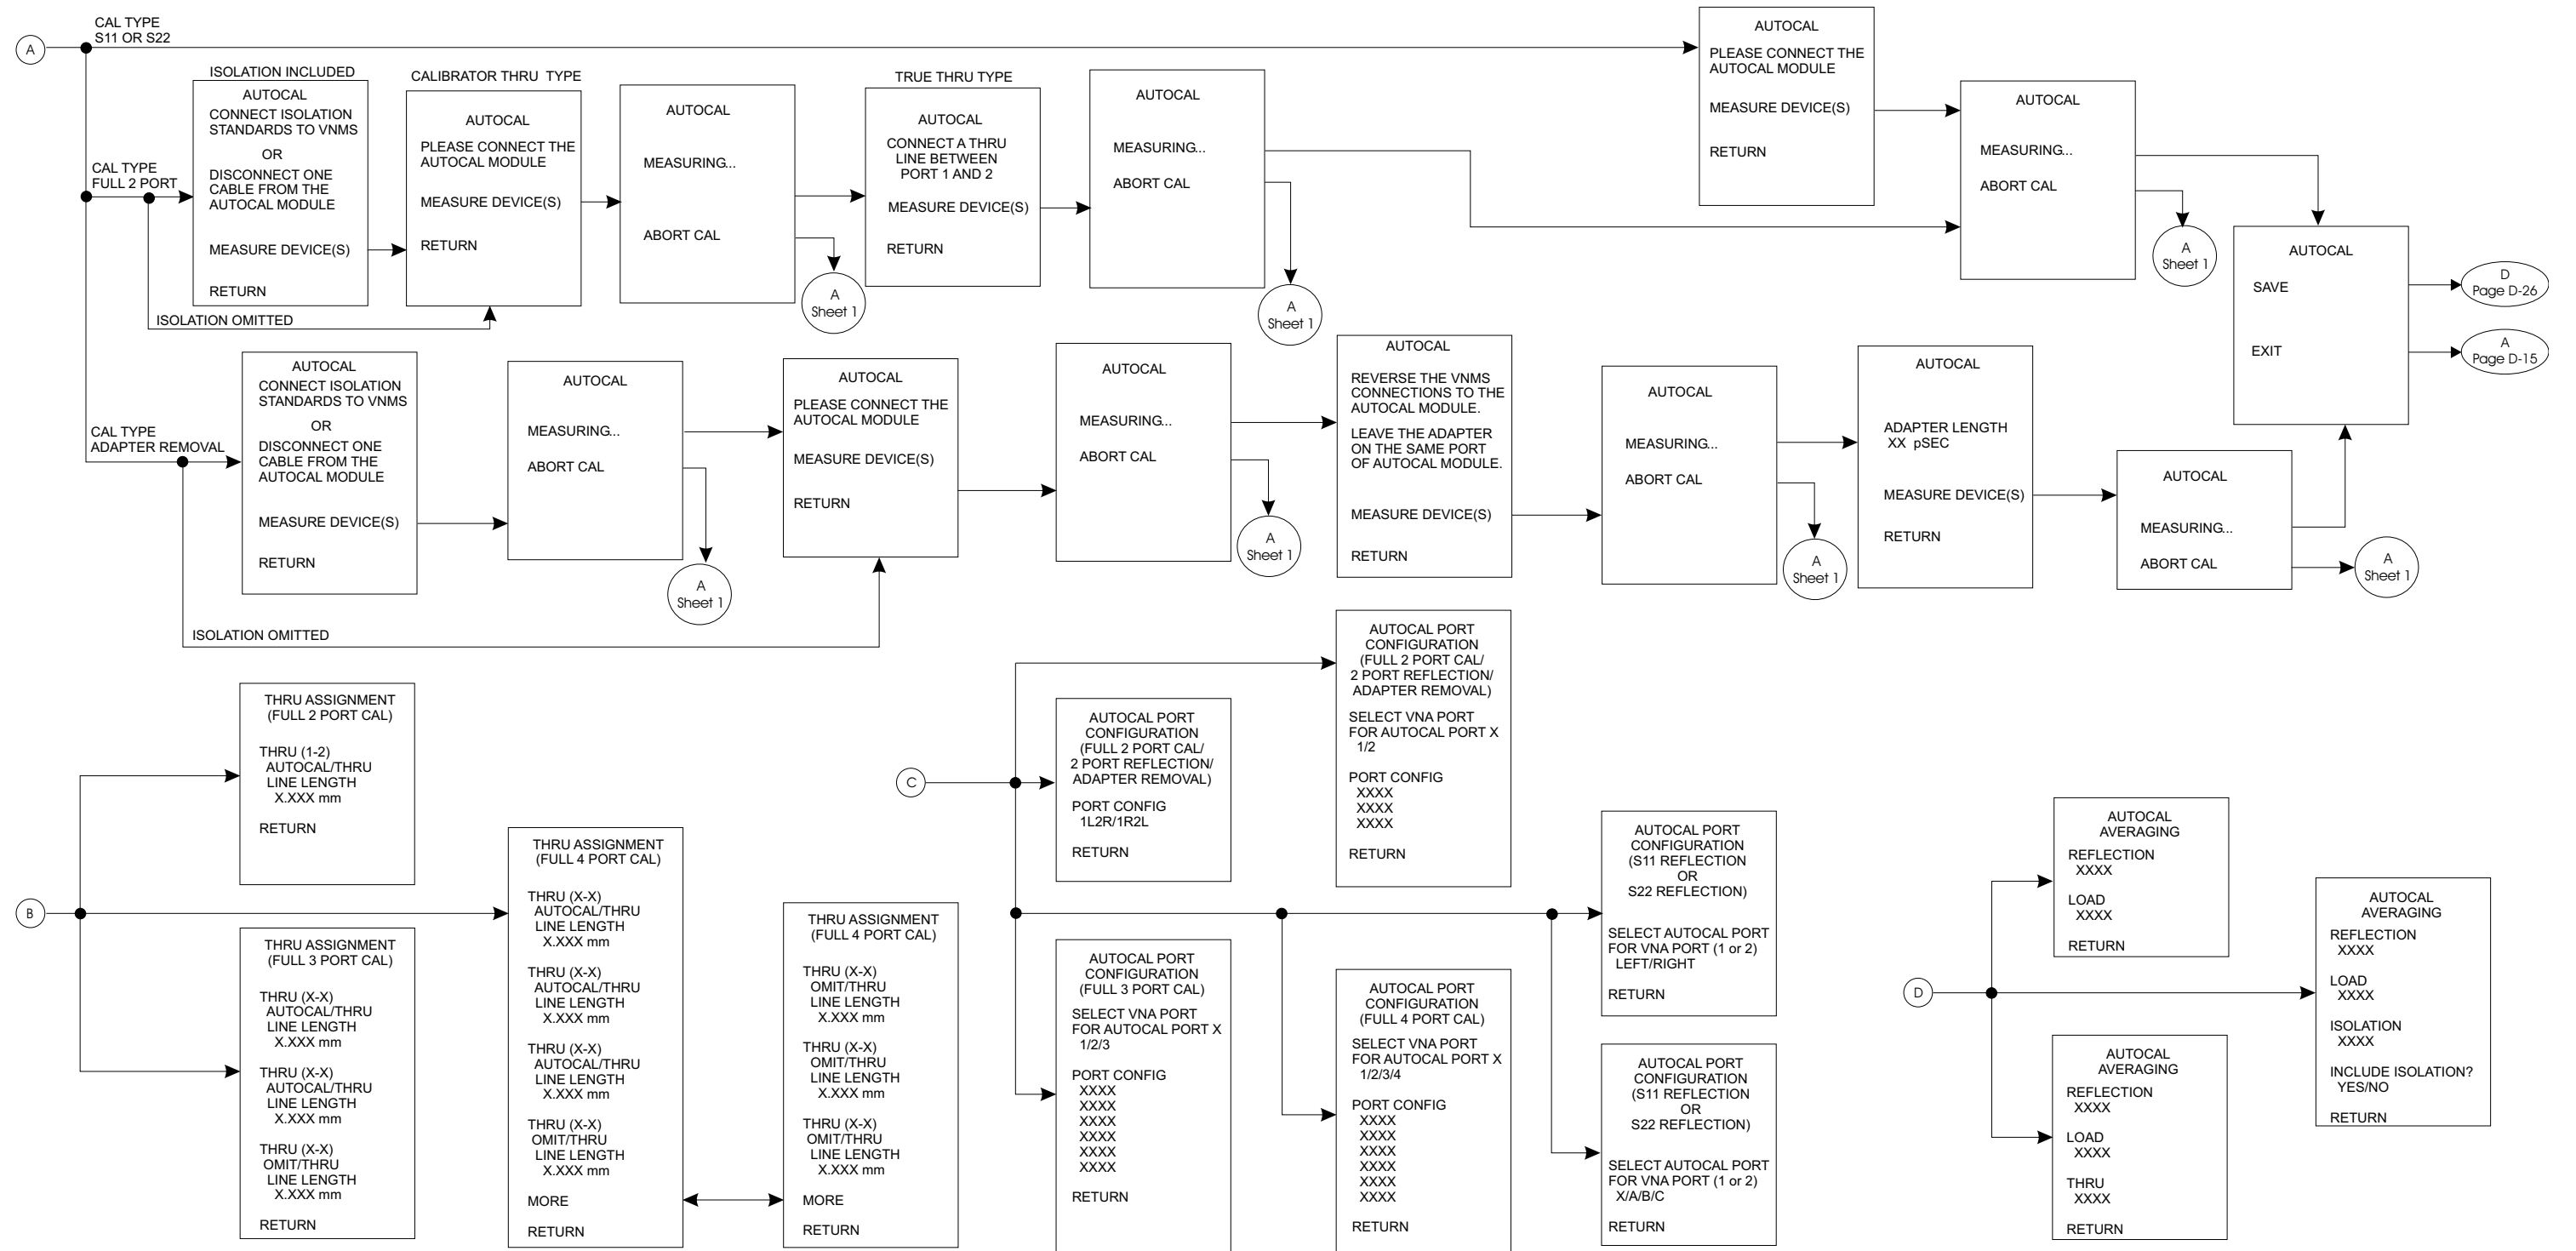 A
CAL TYPE
S11 OR S22
CAL TYPE
FULL 2 PORT
ISOLATION INCLUDED
AUTOCAL
CONNECT ISOLATION
STANDARDS TO VNMS
OR
DISCONNECT ONE
CABLE FROM THE
AUTOCAL MODULE
MEASURE DEVICE(S)
RETURN
ISOLATION OMITTED
CALIBRATOR THRU TYPE
AUTOCAL
PLEASE CONNECT THE
AUTOCAL MODULE
MEASURE DEVICE(S)
RETURN
AUTOCAL
MEASURING...
ABORT CAL
A
Sheet 1
TRUE THRU TYPE
AUTOCAL
CONNECT A THRU
LINE BETWEEN
PORT 1 AND 2
MEASURE DEVICE(S)
RETURN
AUTOCAL
MEASURING...
ABORT CAL
A
Sheet 1
AUTOCAL
PLEASE CONNECT THE
AUTOCAL MODULE
MEASURE DEVICE(S)
RETURN
AUTOCAL
MEASURING...
ABORT CAL
A
Sheet 1
AUTOCAL
SAVE
EXIT
D
Page D-26
A
Page D-15
CAL TYPE
ADAPTER REMOVAL
AUTOCAL
CONNECT ISOLATION
STANDARDS TO VNMS
OR
DISCONNECT ONE
CABLE FROM THE
AUTOCAL MODULE
MEASURE DEVICE(S)
RETURN
ISOLATION OMITTED
AUTOCAL
MEASURING...
ABORT CAL
A
Sheet 1
AUTOCAL
PLEASE CONNECT THE
AUTOCAL MODULE
MEASURE DEVICE(S)
RETURN
AUTOCAL
MEASURING...
ABORT CAL
A
Sheet 1
AUTOCAL
REVERSE THE VNMS
CONNECTIONS TO THE
AUTOCAL MODULE.
LEAVE THE ADAPTER
ON THE SAME PORT
OF AUTOCAL MODULE.
MEASURE DEVICE(S)
RETURN
AUTOCAL
MEASURING...
ABORT CAL
A
Sheet 1
AUTOCAL
ADAPTER LENGTH
XX pSEC
MEASURE DEVICE(S)
RETURN
AUTOCAL
MEASURING...
ABORT CAL
A
Sheet 1
B
THRU ASSIGNMENT
(FULL 2 PORT CAL)
THRU (1-2)
AUTOCAL/THRU
LINE LENGTH
X.XXX mm
RETURN
THRU ASSIGNMENT
(FULL 3 PORT CAL)
THRU (X-X)
AUTOCAL/THRU
LINE LENGTH
X.XXX mm
THRU (X-X)
AUTOCAL/THRU
LINE LENGTH
X.XXX mm
THRU (X-X)
OMIT/THRU
LINE LENGTH
X.XXX mm
RETURN
THRU ASSIGNMENT
(FULL 4 PORT CAL)
THRU (X-X)
AUTOCAL/THRU
LINE LENGTH
X.XXX mm
THRU (X-X)
AUTOCAL/THRU
LINE LENGTH
X.XXX mm
THRU (X-X)
AUTOCAL/THRU
LINE LENGTH
X.XXX mm
THRU (X-X)
OMIT/THRU
LINE LENGTH
X.XXX mm
MORE
RETURN
THRU ASSIGNMENT
(FULL 4 PORT CAL)
THRU (X-X)
OMIT/THRU
LINE LENGTH
X.XXX mm
THRU (X-X)
OMIT/THRU
LINE LENGTH
X.XXX mm
THRU (X-X)
OMIT/THRU
LINE LENGTH
X.XXX mm
MORE
RETURN
C
AUTOCAL PORT
CONFIGURATION
(FULL 2 PORT CAL/
2 PORT REFLECTION/
ADAPTER REMOVAL)
PORT CONFIG
1L2R/1R2L
RETURN
AUTOCAL PORT
CONFIGURATION
(FULL 2 PORT CAL/
2 PORT REFLECTION/
ADAPTER REMOVAL)
SELECT VNA PORT
FOR AUTOCAL PORT X
1/2
PORT CONFIG
XXXX
XXXX
XXXX
RETURN
AUTOCAL PORT
CONFIGURATION
(FULL 3 PORT CAL)
SELECT VNA PORT
FOR AUTOCAL PORT X
1/2/3
PORT CONFIG
XXXX
XXXX
XXXX
XXXX
XXXX
XXXX
RETURN
AUTOCAL PORT
CONFIGURATION
(FULL 4 PORT CAL)
SELECT VNA PORT
FOR AUTOCAL PORT X
1/2/3/4
PORT CONFIG
XXXX
XXXX
XXXX
XXXX
XXXX
XXXX
RETURN
AUTOCAL PORT
CONFIGURATION
(S11 REFLECTION
OR
S22 REFLECTION)
SELECT AUTOCAL PORT
FOR VNA PORT (1 or 2)
LEFT/RIGHT
RETURN
AUTOCAL PORT
CONFIGURATION
(S11 REFLECTION
OR
S22 REFLECTION)
SELECT AUTOCAL PORT
FOR VNA PORT (1 or 2)
X/A/B/C
RETURN
D
AUTOCAL
AVERAGING
REFLECTION
XXXX
LOAD
XXXX
RETURN
AUTOCAL
AVERAGING
REFLECTION
XXXX
LOAD
XXXX
THRU
XXXX
RETURN
AUTOCAL
AVERAGING
REFLECTION
XXXX
LOAD
XXXX
ISOLATION
XXXX
INCLUDE ISOLATION?
YES/NO
RETURN